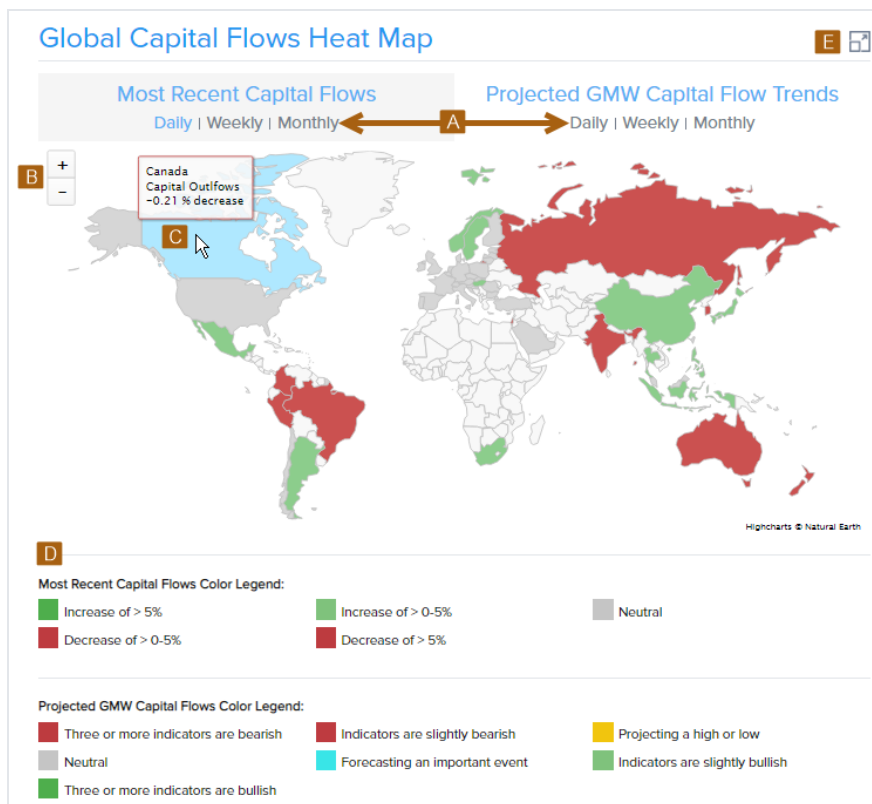 Global Capital Flows Heat Map
E
Most Recent Capital Flows
Projected GMW Capital Flow Trends
Daily | Weekly | Monthly
A
Daily | Weekly | Monthly
B
+
−
Canada
Capital Outlfows
−0.21 % decrease
C
Highcharts © Natural Earth
D
Most Recent Capital Flows Color Legend:
Increase of > 5%
Increase of > 0-5%
Neutral
Decrease of > 0-5%
Decrease of > 5%
Projected GMW Capital Flows Color Legend:
Three or more indicators are bearish
Indicators are slightly bearish
Projecting a high or low
Neutral
Forecasting an important event
Indicators are slightly bullish
Three or more indicators are bullish